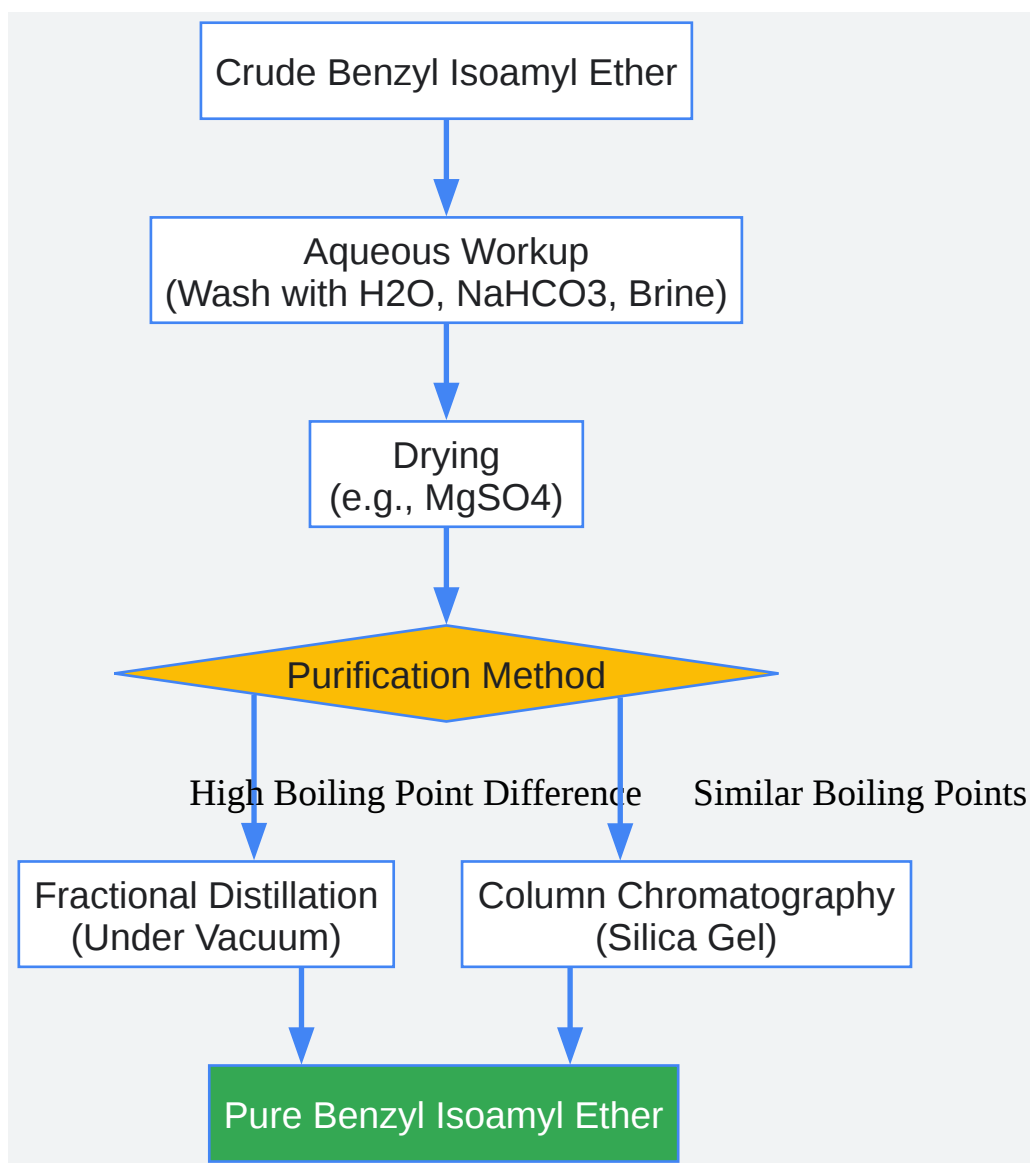 Crude Benzyl Isoamyl Ether
Aqueous Workup
(Wash with H2O, NaHCO3, Brine)
Drying
(e.g., MgSO4)
Purification Method
High Boiling Point Difference
Similar Boiling Points
Fractional Distillation
(Under Vacuum)
Column Chromatography
(Silica Gel)
Pure Benzyl Isoamyl Ether